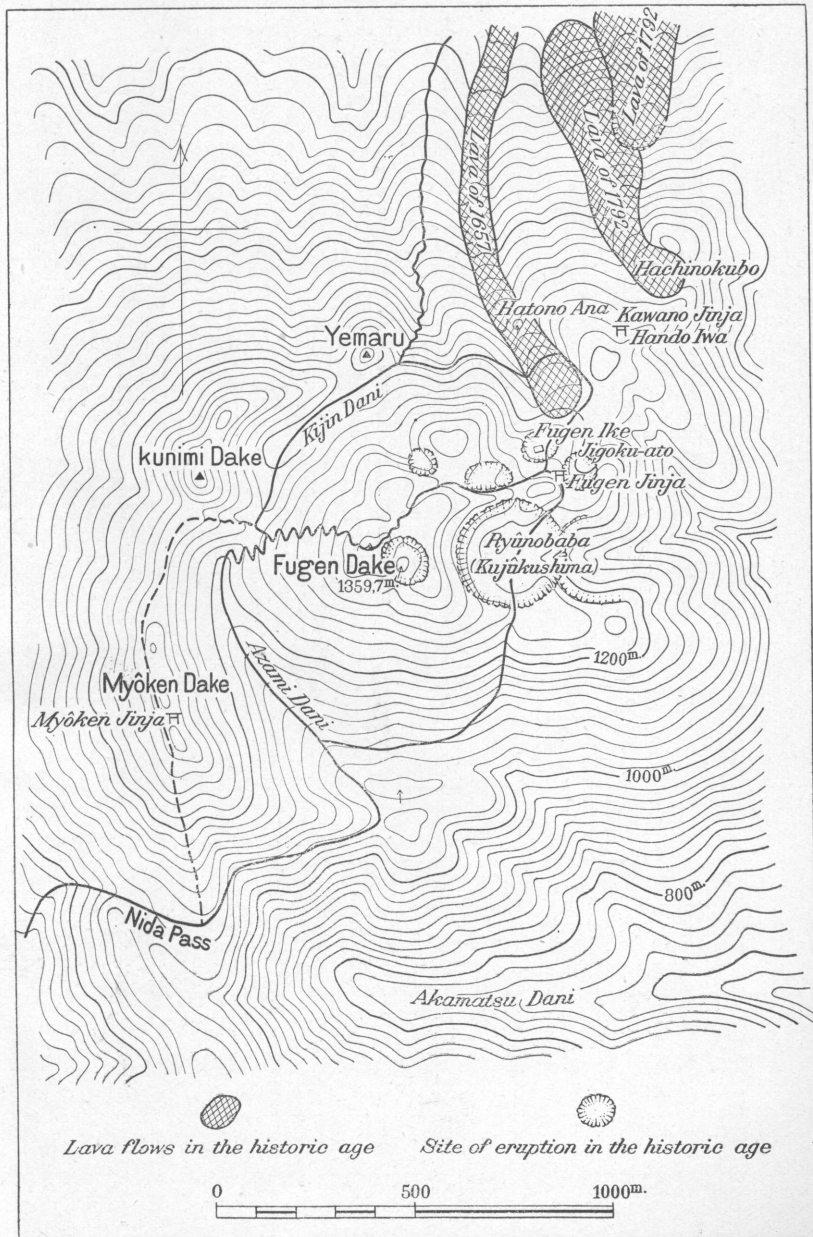 Lava of 1792
Lava of 1657
Lava of 1792
Hachinokubo
Hatono Ana
Kawano Jinja
Hando Iwa
Yemaru
Kijin Dani
Fugen Ike
Jigoku-ato
kunimi Dake
Fugen Jinja
Ryûnobaba
(Kujûkushima)
Fugen Dake
1359,7m.
1200m.
Azami Dani
Myôken Dake
Myôken Jinja
1000m.
800m.
Nida Pass
Akamatsu Dani
Lava flows in the historic age
Site of eruption in the historic age
0 500 1000m.